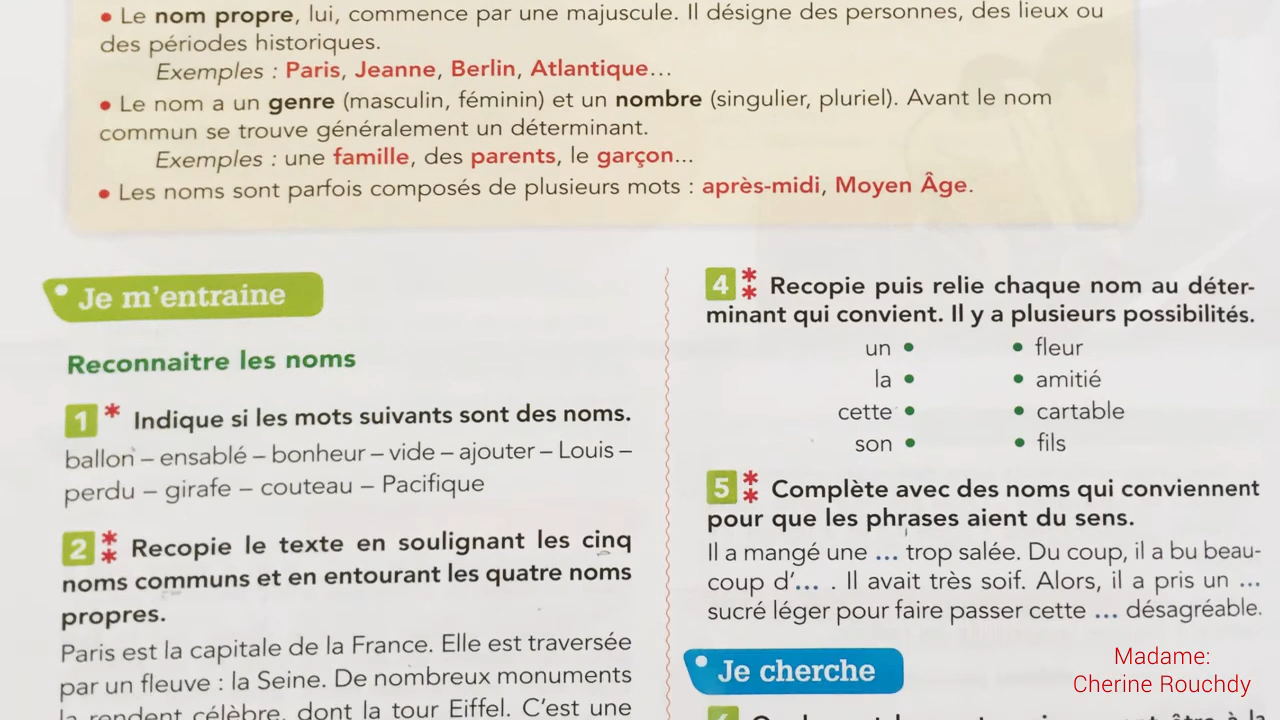 • Le nom propre, lui, commence par une majuscule. Il désigne des personnes, des lieux ou
des périodes historiques.
Exemples : Paris, Jeanne, Berlin, Atlantique...
• Le nom a un genre (masculin, féminin) et un nombre (singulier, pluriel). Avant le nom
commun se trouve généralement un déterminant.
Exemples : une famille, des parents, le garçon...
• Les noms sont parfois composés de plusieurs mots : après-midi, Moyen Âge.
Je m'entraine
Reconnaitre les noms
1 * Indique si les mots suivants sont des noms.
ballon – ensablé – bonheur – vide – ajouter – Louis –
perdu – girafe – couteau – Pacifique
2 ** Recopie le texte en soulignant les cinq
noms communs et en entourant les quatre noms
propres.
Paris est la capitale de la France. Elle est traversée
par un fleuve : la Seine. De nombreux monuments
la rendent célèbre, dont la tour Eiffel. C'est une
4 ** Recopie puis relie chaque nom au déter-
minant qui convient. Il y a plusieurs possibilités.
un • • fleur
la • • amitié
cette • • cartable
son • • fils
5 ** Complète avec des noms qui conviennent
pour que les phrases aient du sens.
Il a mangé une ... trop salée. Du coup, il a bu beau-
coup d'... . Il avait très soif. Alors, il a pris un ...
sucré léger pour faire passer cette ... désagréable.
Je cherche
Madame:
Cherine Rouchdy